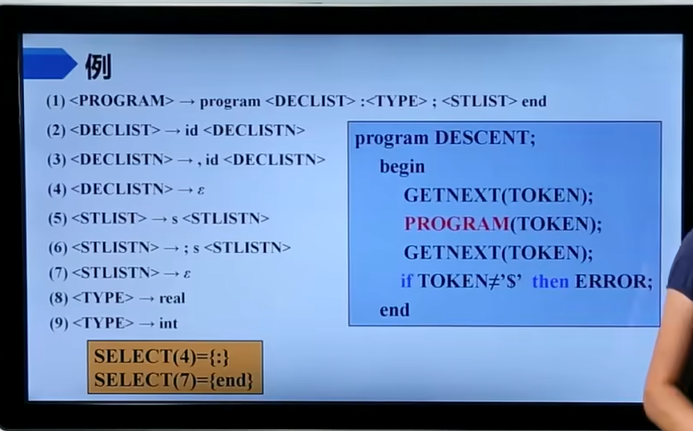 例
(1) <PROGRAM> → program <DECLIST> :<TYPE> ; <STLIST> end
(2) <DECLIST> → id <DECLISTN>
(3) <DECLISTN> → , id <DECLISTN>
(4) <DECLISTN> → ε
(5) <STLIST> → s <STLISTN>
(6) <STLISTN> → ; s <STLISTN>
(7) <STLISTN> → ε
(8) <TYPE> → real
(9) <TYPE> → int
SELECT(4)={:}
SELECT(7)={end}
program DESCENT;
begin
GETNEXT(TOKEN);
PROGRAM(TOKEN);
GETNEXT(TOKEN);
if TOKEN≠’$’ then ERROR;
end